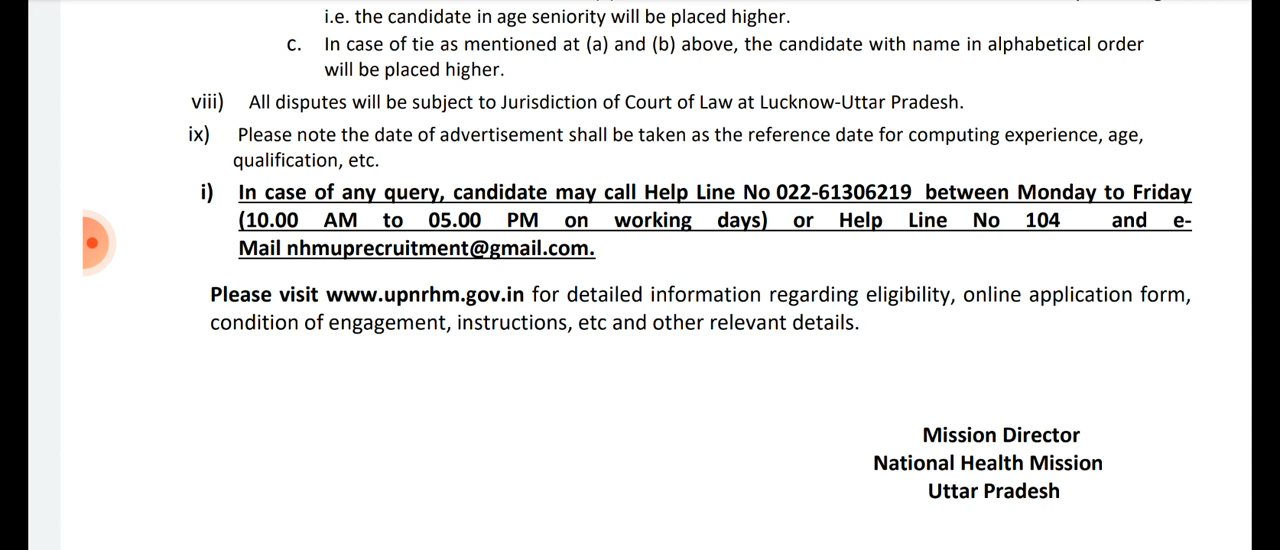 i.e. the candidate in age seniority will be placed higher.
c. In case of tie as mentioned at (a) and (b) above, the candidate with name in alphabetical order
will be placed higher.
viii) All disputes will be subject to Jurisdiction of Court of Law at Lucknow-Uttar Pradesh.
ix) Please note the date of advertisement shall be taken as the reference date for computing experience, age,
qualification, etc.
i) In case of any query, candidate may call Help Line No 022-61306219 between Monday to Friday
(10.00 AM to 05.00 PM on working days) or Help Line No 104 and e-
Mail nhmuprecruitment@gmail.com.
Please visit www.upnrhm.gov.in for detailed information regarding eligibility, online application form,
condition of engagement, instructions, etc and other relevant details.
Mission Director
National Health Mission
Uttar Pradesh